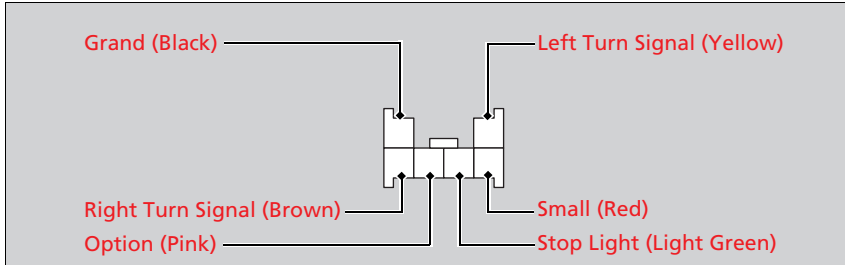 Grand (Black)
Left Turn Signal (Yellow)
Right Turn Signal (Brown)
Small (Red)
Option (Pink)
Stop Light (Light Green)